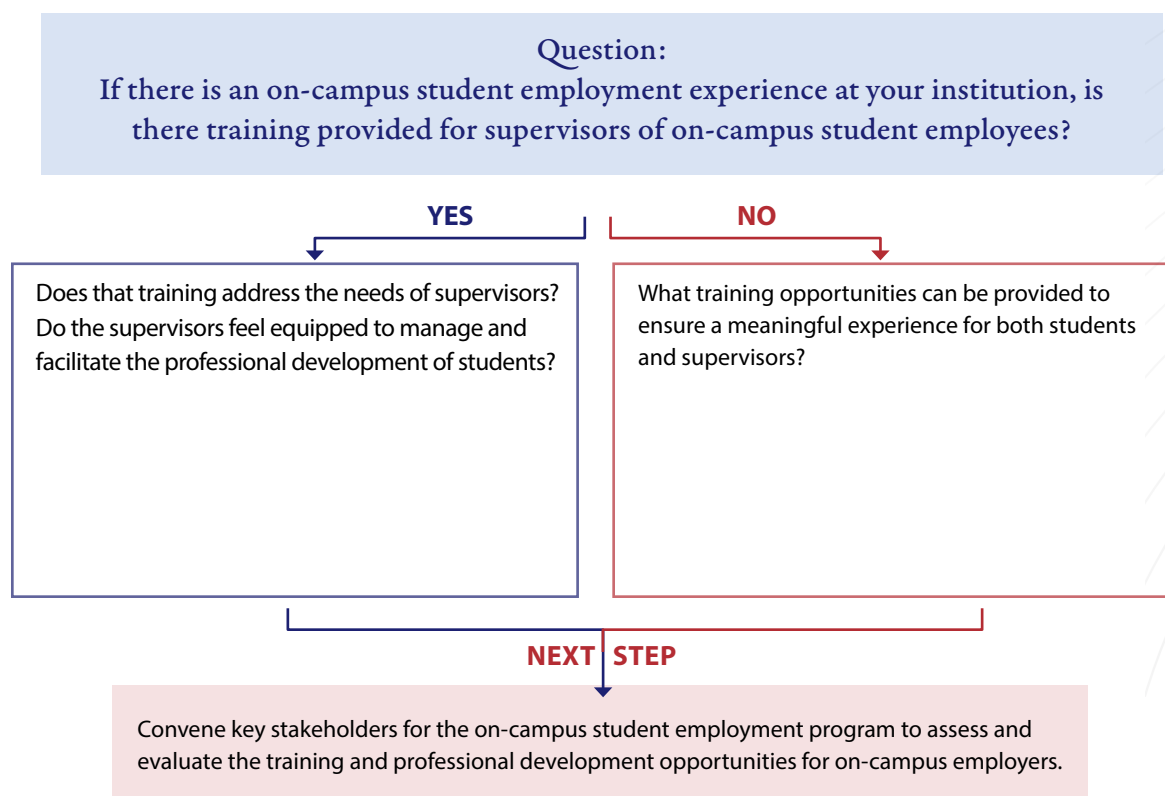 Question:
If there is an on-campus student employment experience at your institution, is
there training provided for supervisors of on-campus student employees?
YES
NO
Does that training address the needs of supervisors?
Do the supervisors feel equipped to manage and
facilitate the professional development of students?
What training opportunities can be provided to
ensure a meaningful experience for both students
and supervisors?
NEXT STEP
Convene key stakeholders for the on-campus student employment program to assess and
evaluate the training and professional development opportunities for on-campus employers.